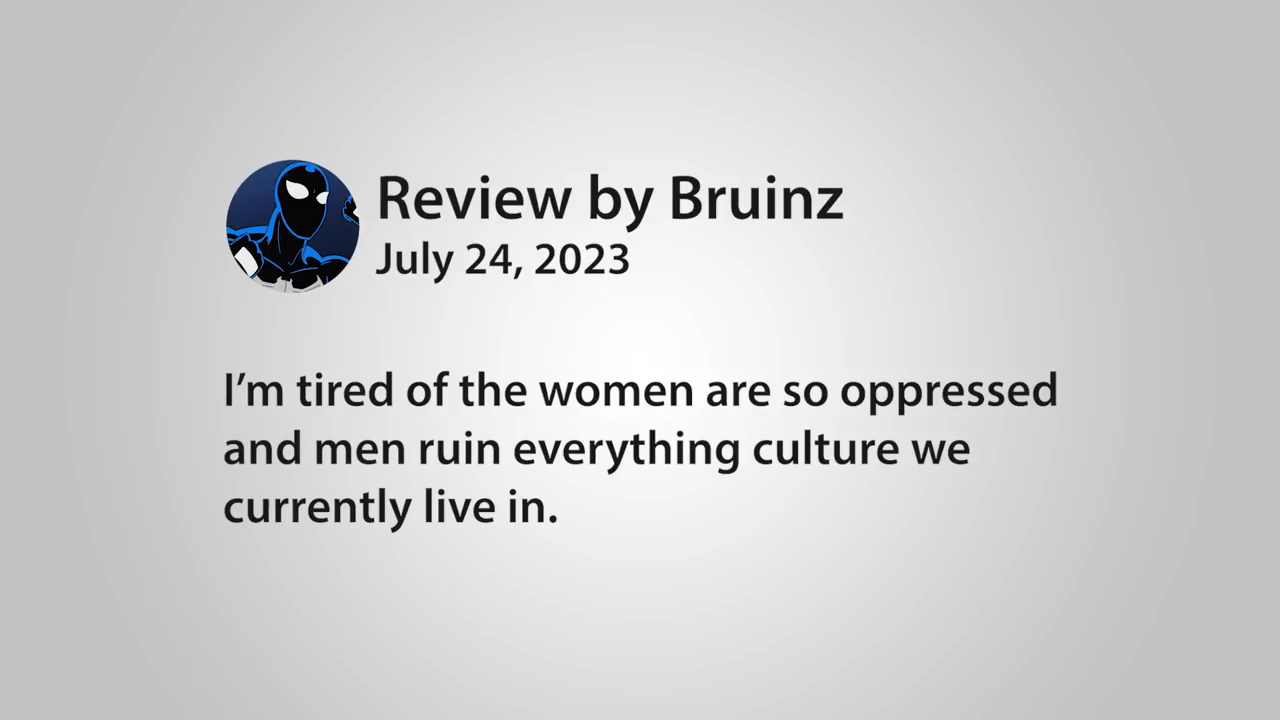 Review by Bruinz
July 24, 2023
I’m tired of the women are so oppressed
and men ruin everything culture we
currently live in.